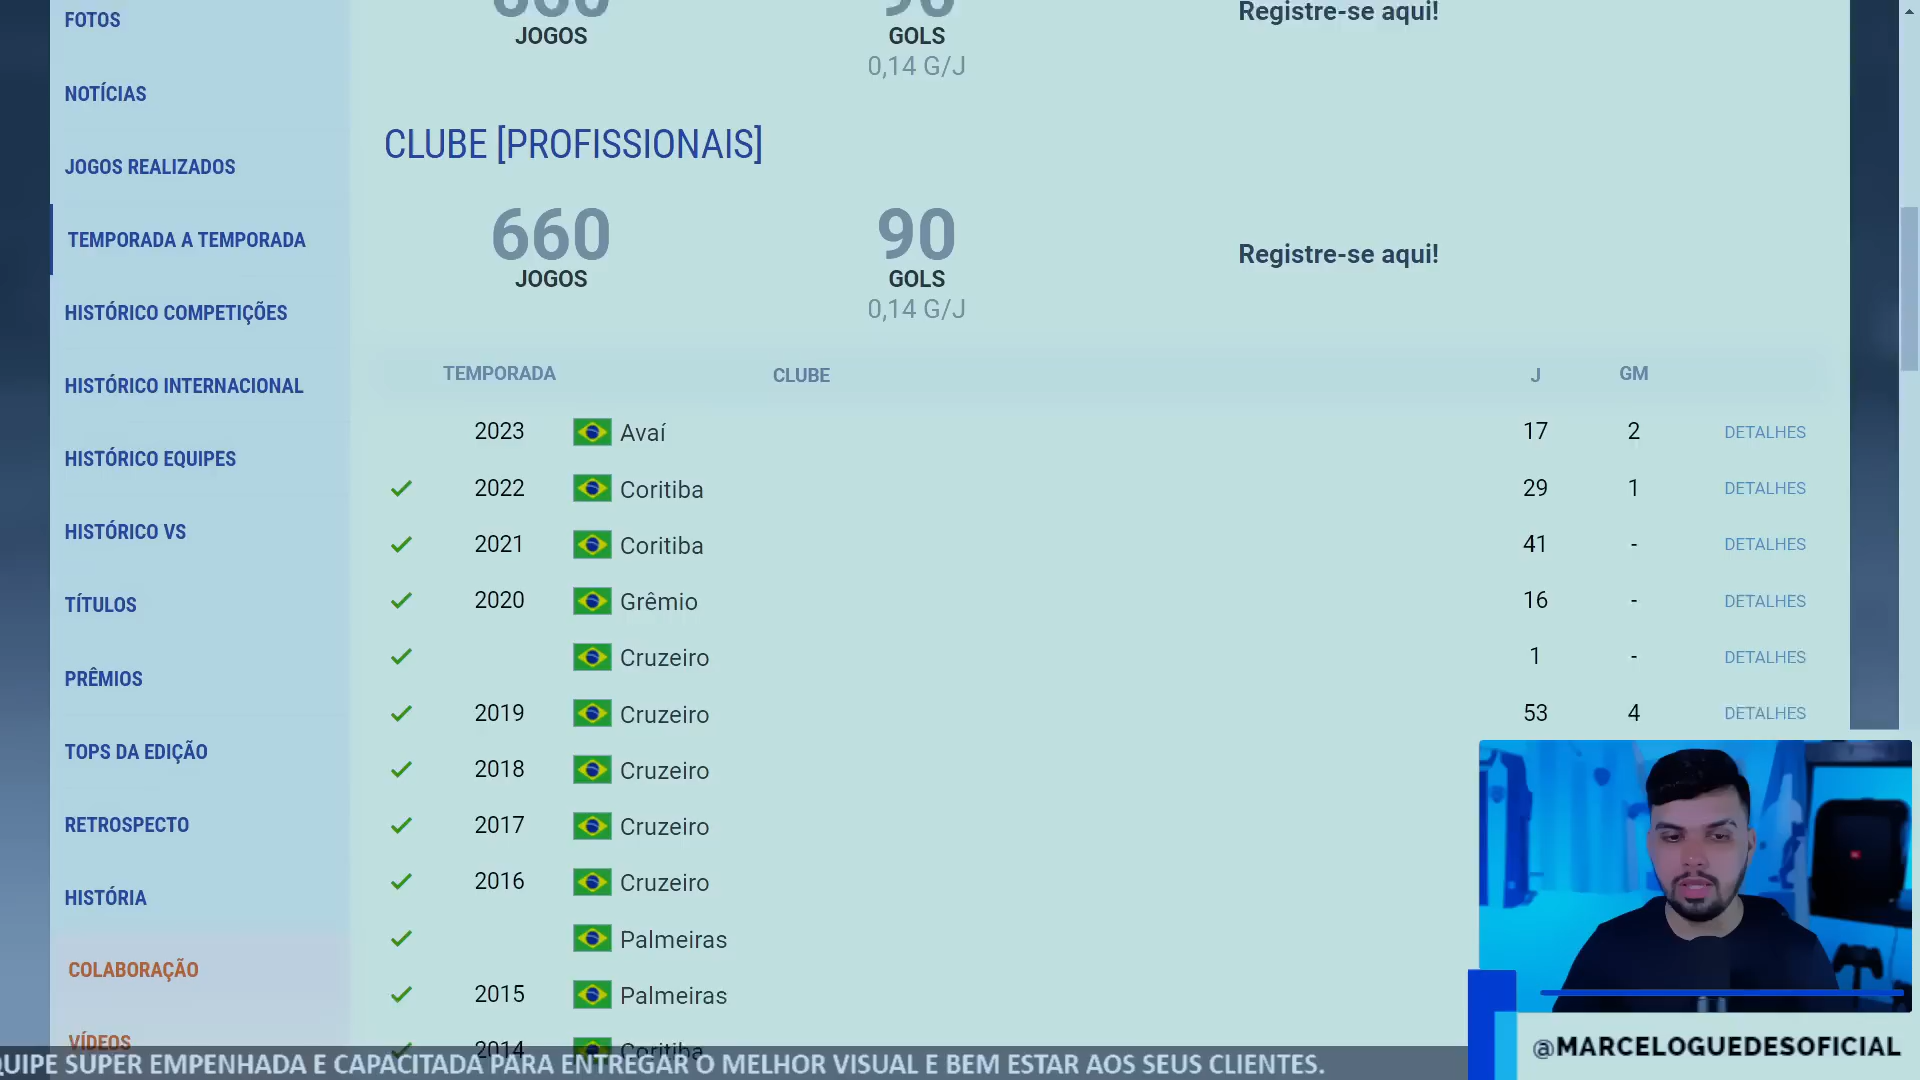 FOTOS
NOTÍCIAS
JOGOS REALIZADOS
TEMPORADA A TEMPORADA
HISTÓRICO COMPETIÇÕES
HISTÓRICO INTERNACIONAL
HISTÓRICO EQUIPES
HISTÓRICO VS
TÍTULOS
PRÊMIOS
TOPS DA EDIÇÃO
RETROSPECTO
HISTÓRIA
COLABORAÇÃO
VÍDEOS
JOGOS
GOLS
0,14 G/J
Registre-se aqui!
CLUBE [PROFISSIONAIS]
660
JOGOS
90
GOLS
0,14 G/J
Registre-se aqui!
TEMPORADA CLUBE J GM
2023 Avaí 17 2 DETALHES
2022 Coritiba 29 1 DETALHES
2021 Coritiba 41 - DETALHES
2020 Grêmio 16 - DETALHES
Cruzeiro 1 - DETALHES
2019 Cruzeiro 53 4 DETALHES
2018 Cruzeiro
2017 Cruzeiro
2016 Cruzeiro
Palmeiras
2015 Palmeiras
2014 Coritiba
@MARCELOGUEDESOFICIAL
QUIPE SUPER EMPENHADA E CAPACITADA PARA ENTREGAR O MELHOR VISUAL E BEM ESTAR AOS SEUS CLIENTES.